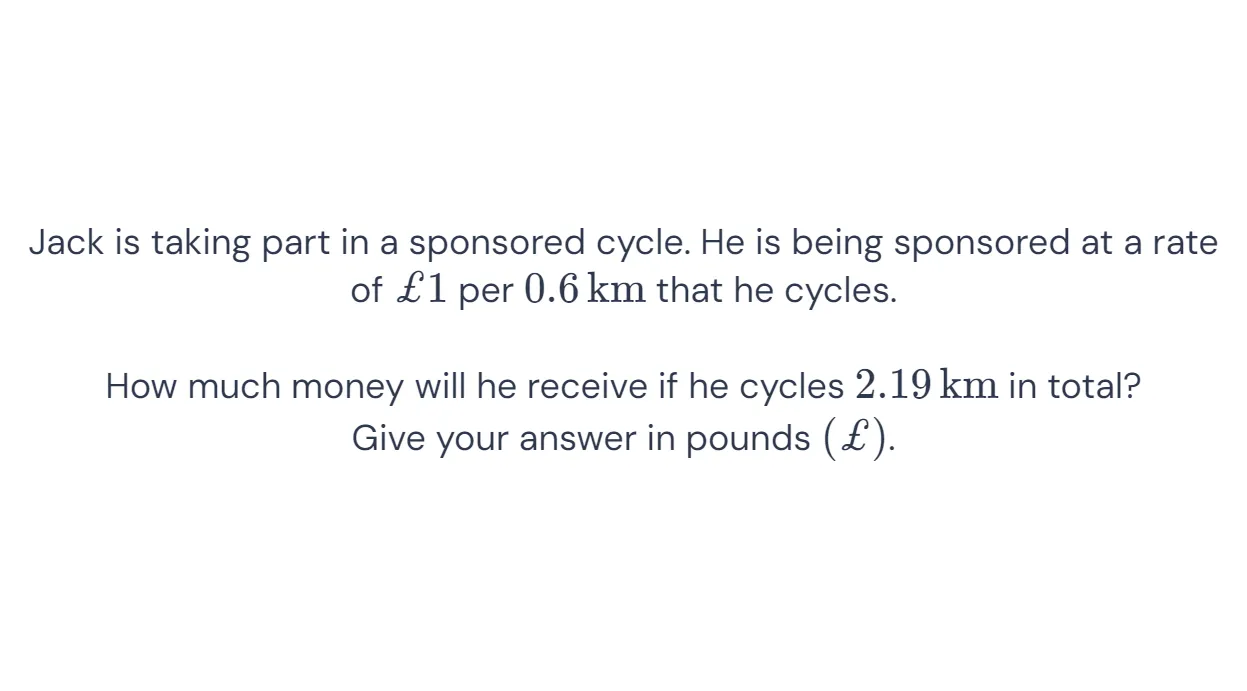 Jack is taking part in a sponsored cycle. He is being sponsored at a rate
of £1 per 0.6 km that he cycles.
How much money will he receive if he cycles 2.19 km in total?
Give your answer in pounds (£).